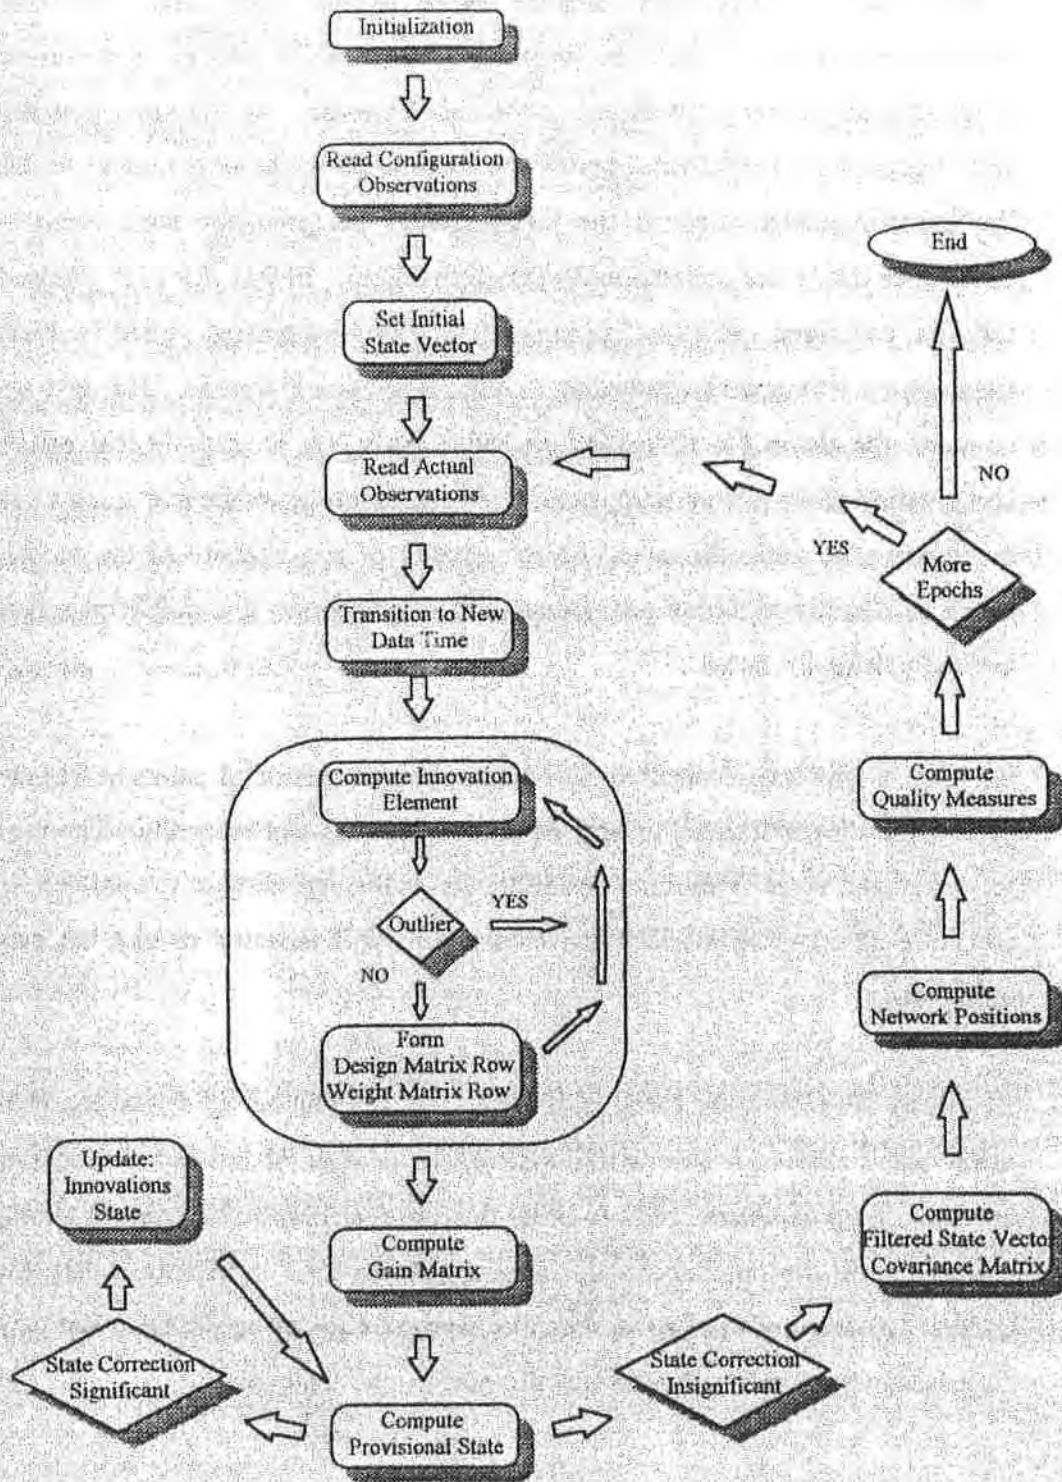 Initialization
Read Configuration
Observations
Set Initial
State Vector
Read Actual
Observations
Transition to New
Data Time
Compute Innovation
Element
Outlier
YES
NO
Form
Design Matrix Row
Weight Matrix Row
Compute
Gain Matrix
Compute
Provisional State
State Correction
Significant
Update:
Innovations
State
State Correction
Insignificant
Compute
Filtered State Vector
Covariance Matrix
Compute
Network Positions
Compute
Quality Measures
More
Epochs
YES
NO
End